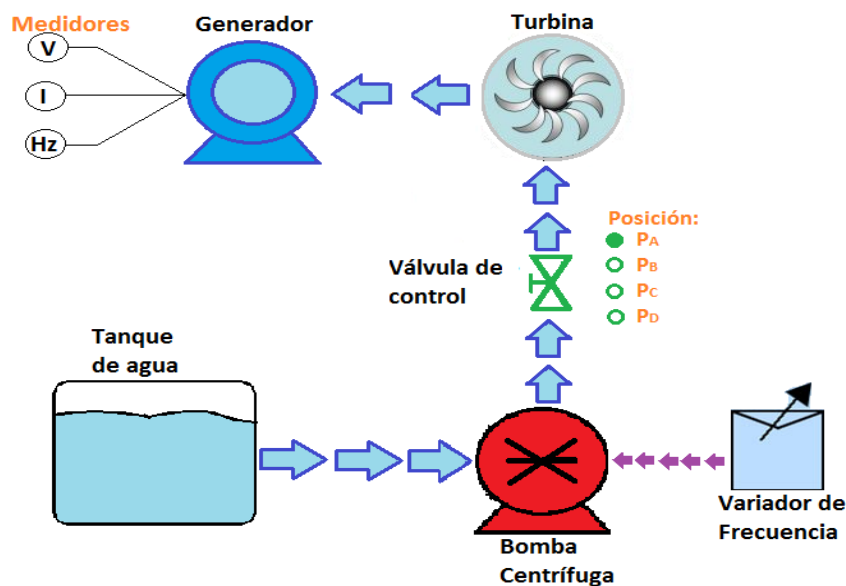 Medidores
V
I
Hz
Generador
Turbina
Posición:
PA
PB
PC
PD
Válvula de
control
Tanque
de agua
Bomba
Centrífuga
Variador de
Frecuencia